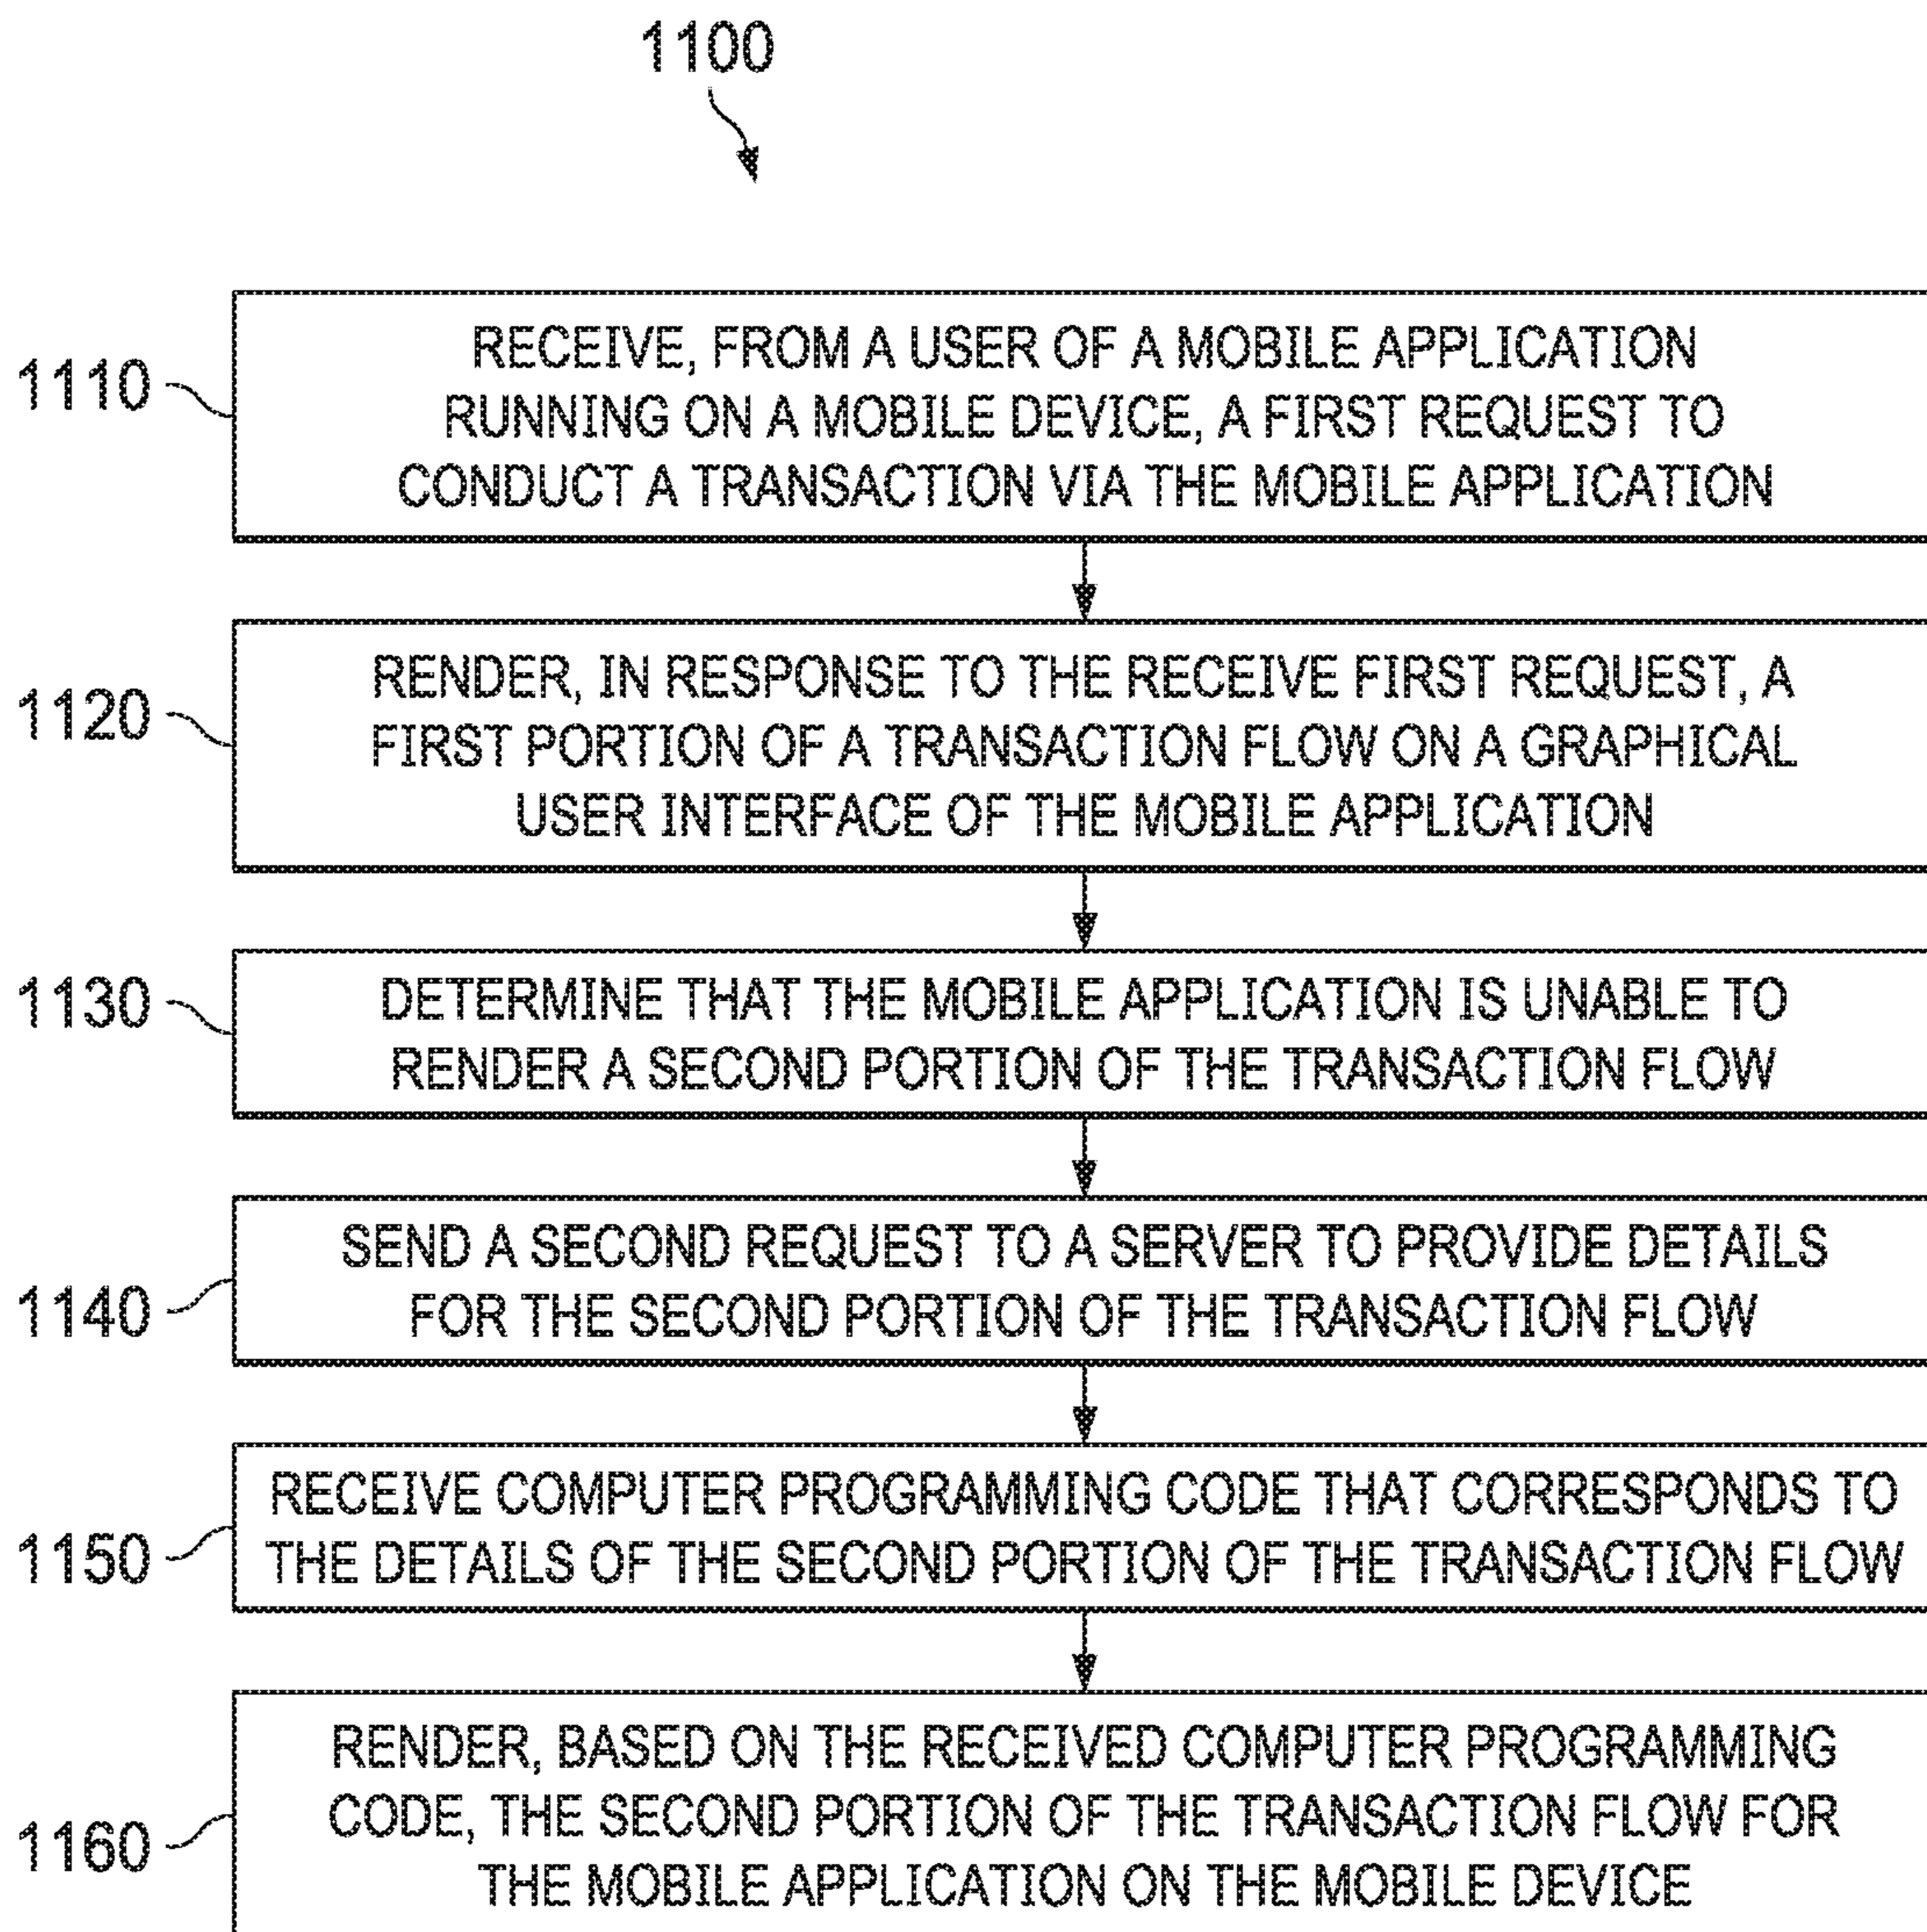 1100
1110
RECEIVE, FROM A USER OF A MOBILE APPLICATION
RUNNING ON A MOBILE DEVICE, A FIRST REQUEST TO
CONDUCT A TRANSACTION VIA THE MOBILE APPLICATION
1120
RENDER, IN RESPONSE TO THE RECEIVE FIRST REQUEST, A
FIRST PORTION OF A TRANSACTION FLOW ON A GRAPHICAL
USER INTERFACE OF THE MOBILE APPLICATION
1130
DETERMINE THAT THE MOBILE APPLICATION IS UNABLE TO
RENDER A SECOND PORTION OF THE TRANSACTION FLOW
1140
SEND A SECOND REQUEST TO A SERVER TO PROVIDE DETAILS
FOR THE SECOND PORTION OF THE TRANSACTION FLOW
1150
RECEIVE COMPUTER PROGRAMMING CODE THAT CORRESPONDS TO
THE DETAILS OF THE SECOND PORTION OF THE TRANSACTION FLOW
1160
RENDER, BASED ON THE RECEIVED COMPUTER PROGRAMMING
CODE, THE SECOND PORTION OF THE TRANSACTION FLOW FOR
THE MOBILE APPLICATION ON THE MOBILE DEVICE